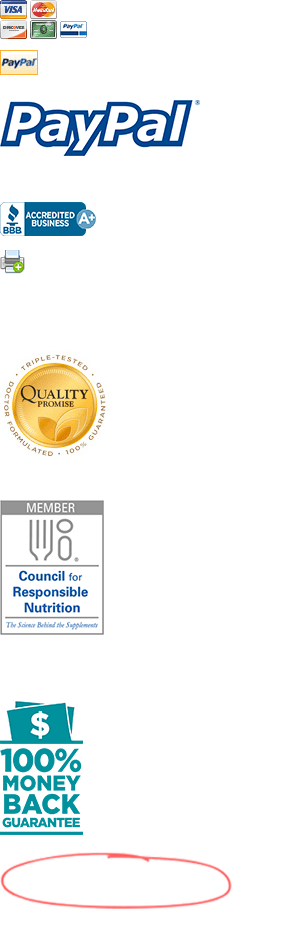 VISA MasterCard
DISCOVER PayPal
PayPal
PayPal®
BBB ACCREDITED BUSINESS A+
• TRIPLE-TESTED •
DOCTOR FORMULATED • 100% GUARANTEED
QUALITY
PROMISE
MEMBER
®
Council for
Responsible
Nutrition
The Science Behind the Supplements
$
100%
MONEY
BACK
GUARANTEE